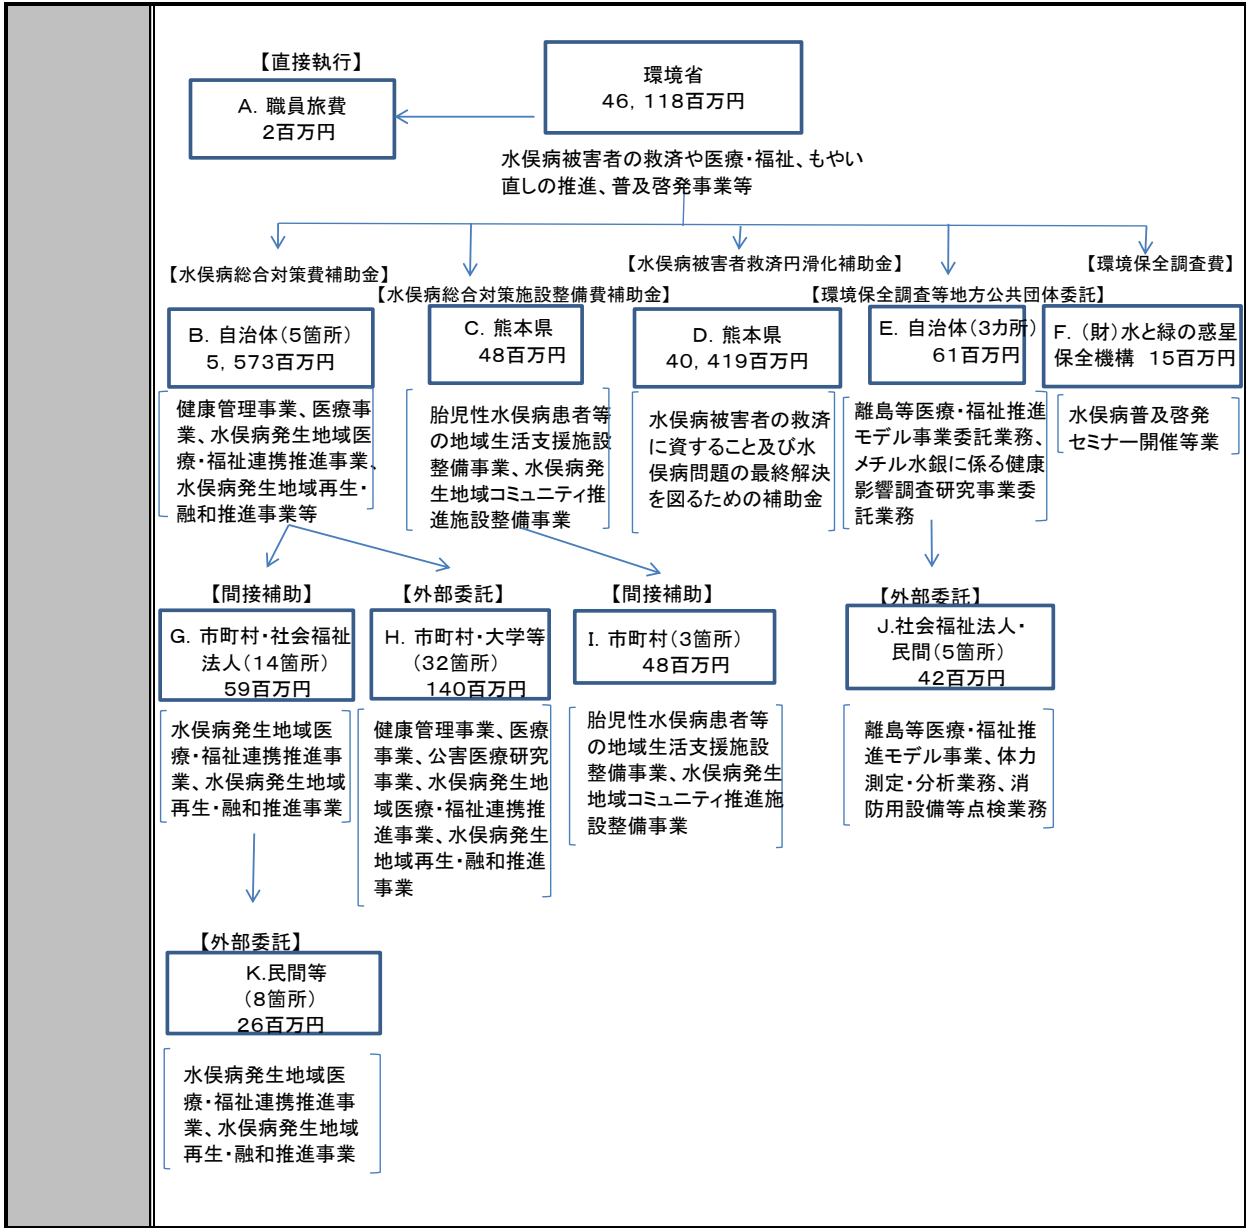 【直接執行】
A. 職員旅費
2百万円
環境省
46,118百万円
水俣病被害者の救済や医療・福祉、もやい
直しの推進、普及啓発事業等
【水俣病総合対策費補助金】
B. 自治体(5箇所)
5,573百万円
健康管理事業、医療事
業、水俣病発生地域医
療・福祉連携推進事業、
水俣病発生地域再生・
融和推進事業等
【水俣病総合対策施設整備費補助金】
C. 熊本県
48百万円
胎児性水俣病患者等
の地域生活支援施設
整備事業、水俣病発
生地域コミュニティ推
進施設整備事業
【水俣病被害者救済円滑化補助金】
D. 熊本県
40,419百万円
水俣病被害者の救済
に資すること及び水
俣病問題の最終解決
を図るための補助金
【環境保全調査等地方公共団体委託】
E. 自治体(3カ所)
61百万円
離島等医療・福祉推進
モデル事業委託業務、
メチル水銀に係る健康
影響調査研究事業委
託業務
【環境保全調査費】
F. (財)水と緑の惑星
保全機構 15百万円
水俣病普及啓発
セミナー開催等業
【間接補助】
G. 市町村・社会福祉
法人(14箇所)
59百万円
水俣病発生地域医
療・福祉連携推進事
業、水俣病発生地域
再生・融和推進事業
【外部委託】
H. 市町村・大学等
(32箇所)
140百万円
健康管理事業、医療
事業、公害医療研究
事業、水俣病発生地
域医療・福祉連携推
進事業、水俣病発生
地域再生・融和推進
事業
【間接補助】
I. 市町村(3箇所)
48百万円
胎児性水俣病患者等
の地域生活支援施設
整備事業、水俣病発生
地域コミュニティ推進施
設整備事業
【外部委託】
J.社会福祉法人・
民間(5箇所)
42百万円
離島等医療・福祉推
進モデル事業、体力
測定・分析業務、消
防用設備等点検業務
【外部委託】
K.民間等
(8箇所)
26百万円
水俣病発生地域医
療・福祉連携推進事
業、水俣病発生地域
再生・融和推進事業